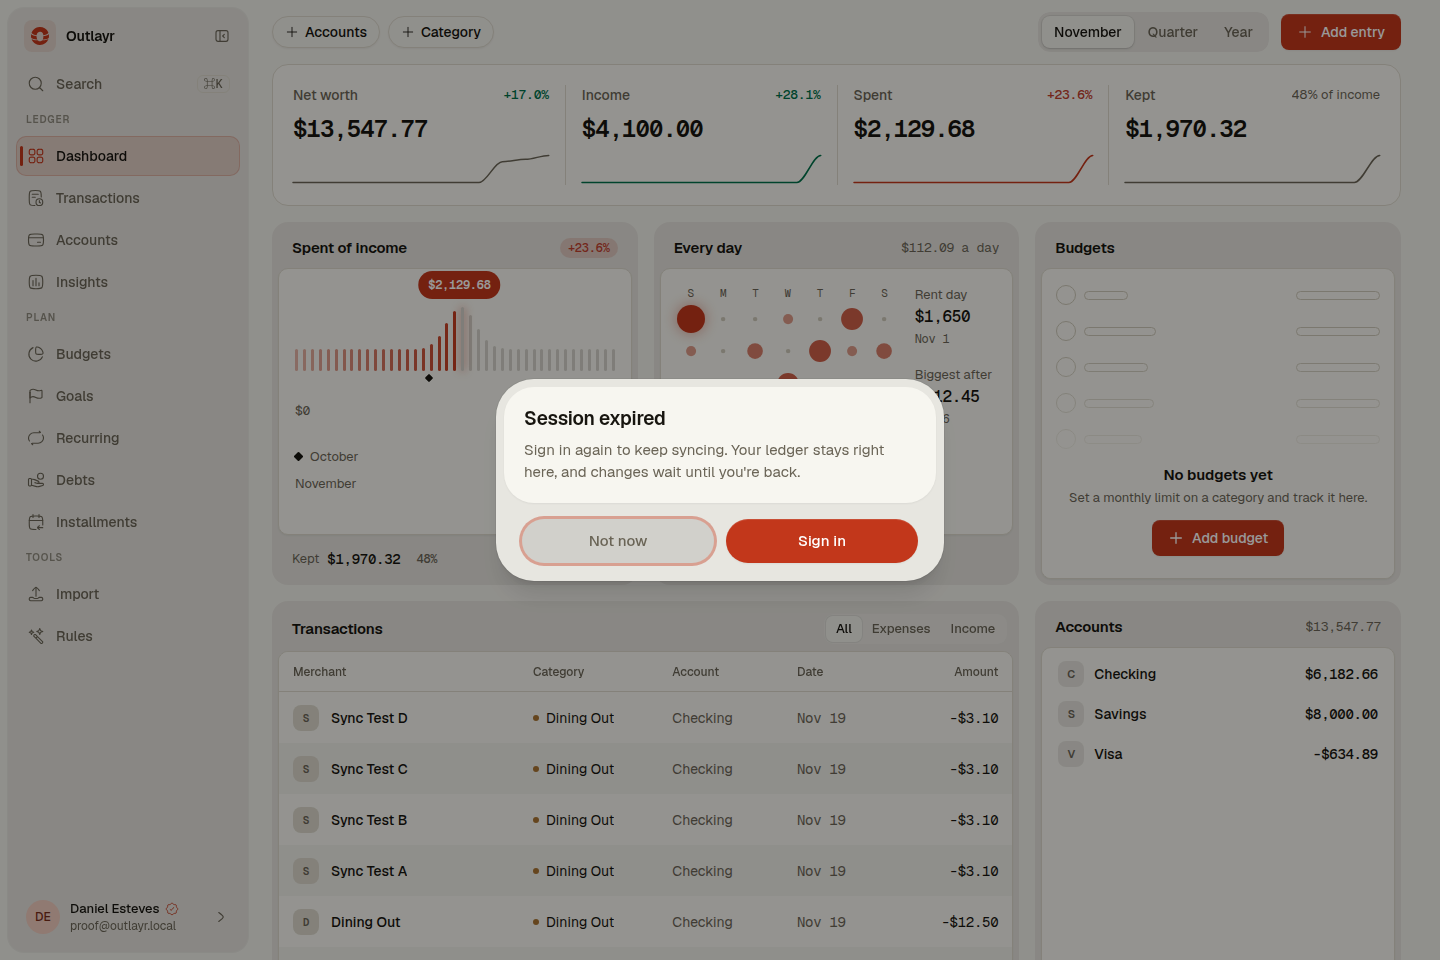 Outlayr
Search
⌘K
LEDGER
Dashboard
Transactions
Accounts
Insights
PLAN
Budgets
Goals
Recurring
Debts
Installments
TOOLS
Import
Rules
DE
Daniel Esteves
proof@outlayr.local
Accounts
Category
November
Quarter
Year
Add entry
Net worth
+17.0%
$13,547.77
Income
+28.1%
$4,100.00
Spent
+23.6%
$2,129.68
Kept
48% of income
$1,970.32
Spent of income
+23.6%
$2,129.68
$0
October
November
Kept $1,970.32 48%
Every day
$112.09 a day
S M T W T F S
Rent day
$1,650
Nov 1
Biggest after
12.45
6
Budgets
No budgets yet
Set a monthly limit on a category and track it here.
Add budget
Session expired
Sign in again to keep syncing. Your ledger stays right
here, and changes wait until you're back.
Not now
Sign in
Transactions
All Expenses Income
Merchant Category Account Date Amount
S Sync Test D Dining Out Checking Nov 19 -$3.10
S Sync Test C Dining Out Checking Nov 19 -$3.10
S Sync Test B Dining Out Checking Nov 19 -$3.10
S Sync Test A Dining Out Checking Nov 19 -$3.10
D Dining Out Dining Out Checking Nov 19 -$12.50
Accounts
$13,547.77
C Checking $6,182.66
S Savings $8,000.00
V Visa -$634.89